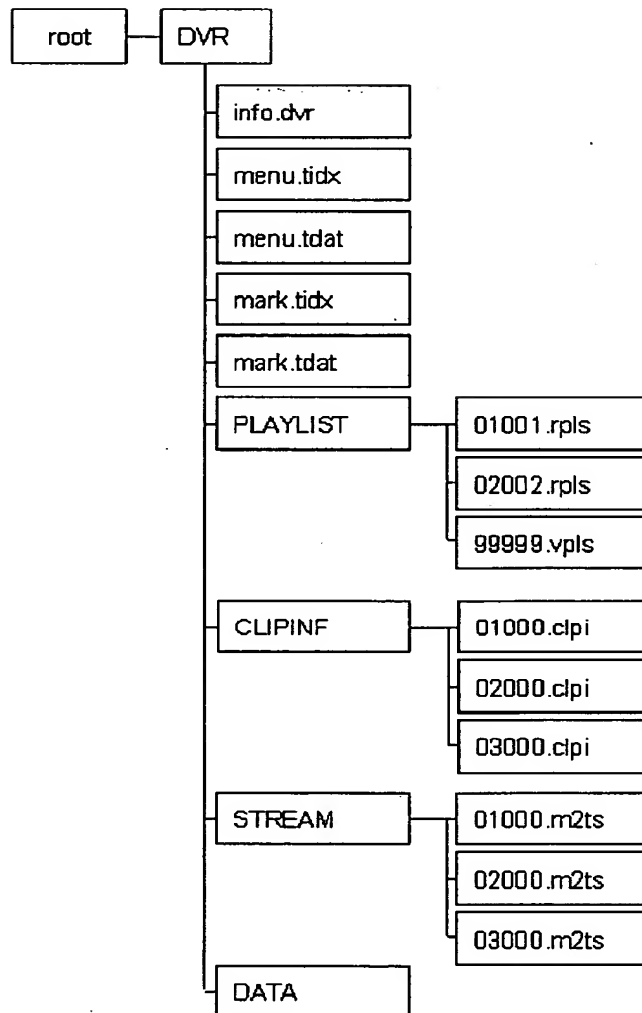 root DVR
info.dvr
menu.tidx
menu.tdat
mark.tidx
mark.tdat
PLAYLIST 01001.rpls
02002.rpls
99999.vpls
CLIPINF 01000.clpi
02000.clpi
03000.clpi
STREAM 01000.m2ts
02000.m2ts
03000.m2ts
DATA